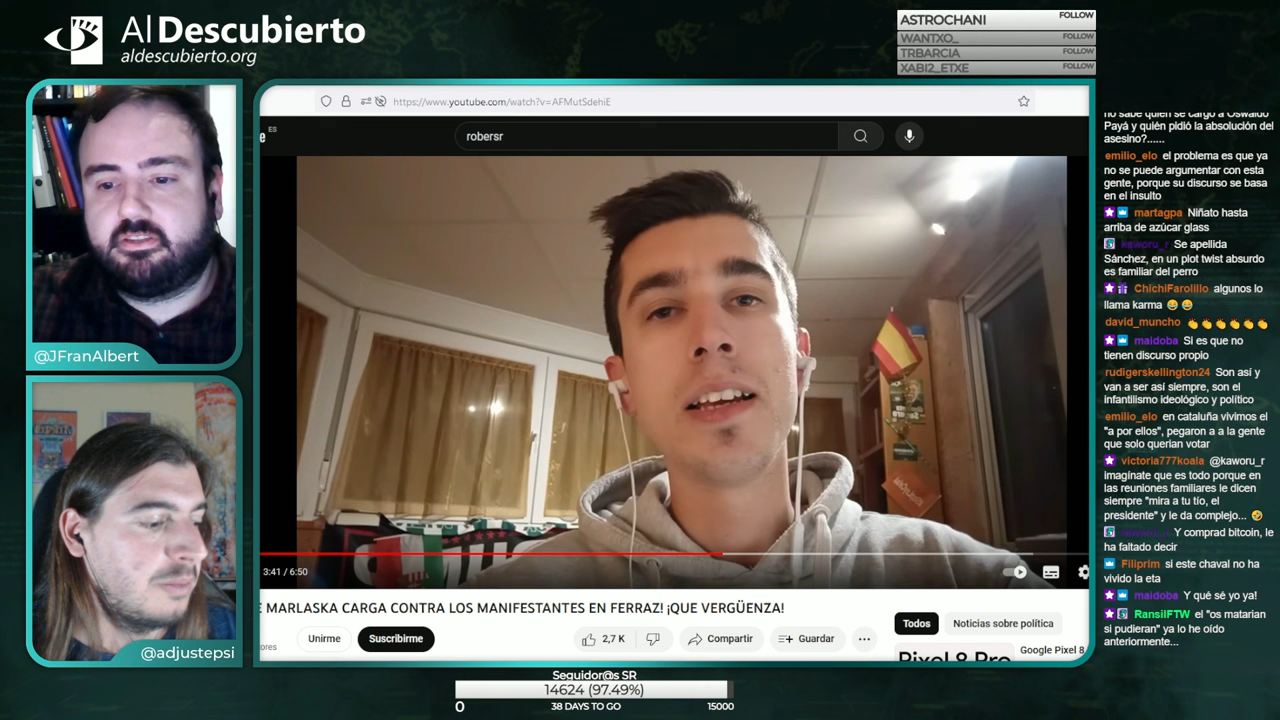 Al Descubierto
aldescubierto.org
ASTROCHANI FOLLOW
WANTXO_ FOLLOW
TRBARCIA FOLLOW
XABI2_ETXE FOLLOW
@JFranAlbert
@adjustepsi
https://www.youtube.com/watch?v=AFMutSdehiE
e ES
robersr
3:41 / 6:50
E MARLASKA CARGA CONTRA LOS MANIFESTANTES EN FERRAZ! ¡QUE VERGÜENZA!
ores
Unirme
Suscribirme
2,7 K
Compartir
Guardar
Todos
Noticias sobre política
Pixel 8 Pro
Google Pixel 8
no sabe quien se cargó a Oswaldo
Payá y quién pidió la absolución del
asesino?......
emilio_elo el problema es que ya
no se puede argumentar con esta
gente, porque su discurso se basa
en el insulto
martagpa Niñato hasta
arriba de azúcar glass
kaworu_r Se apellida
Sánchez, en un plot twist absurdo
es familiar del perro
ChichiFarolillo algunos lo
llama karma 😂 😂
david_muncho 👏👏👏👏👏👏
maidoba Si es que no
tienen discurso propio
rudigerskellington24 Son así y
van a ser así siempre, son el
infantilismo ideológico y político
emilio_elo en cataluña vivimos el
"a por ellos", pegaron a a la gente
que solo querían votar
victoria777koala @kaworu_r
imagínate que es todo porque en
las reuniones familiares le dicen
siempre "mira a tu tío, el
presidente" y le da complejo... 🤣
kaworu_r Y comprad bitcoin, le
ha faltado decir
Filiprim si este chaval no ha
vivido la eta
maidoba Y qué sé yo ya!
RansilFTW el "os matarian
si pudieran" ya lo he oído
anteriormente...
Seguidor@s SR
14624 (97.49%)
0 38 DAYS TO GO 15000